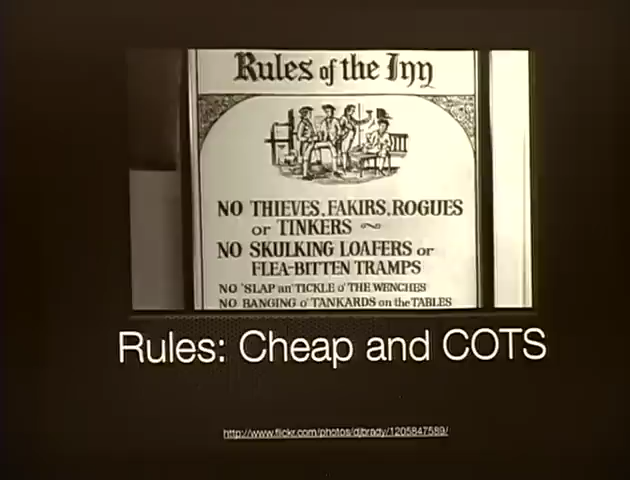 Rules of the Inn
NO THIEVES, FAKIRS, ROGUES
or TINKERS
NO SKULKING LOAFERS or
FLEA-BITTEN TRAMPS
NO 'SLAP an' TICKLE o' THE WENCHES
NO BANGING o' TANKARDS on the TABLES
Rules: Cheap and COTS
http://www.flickr.com/photos/djbrady/1205847589/